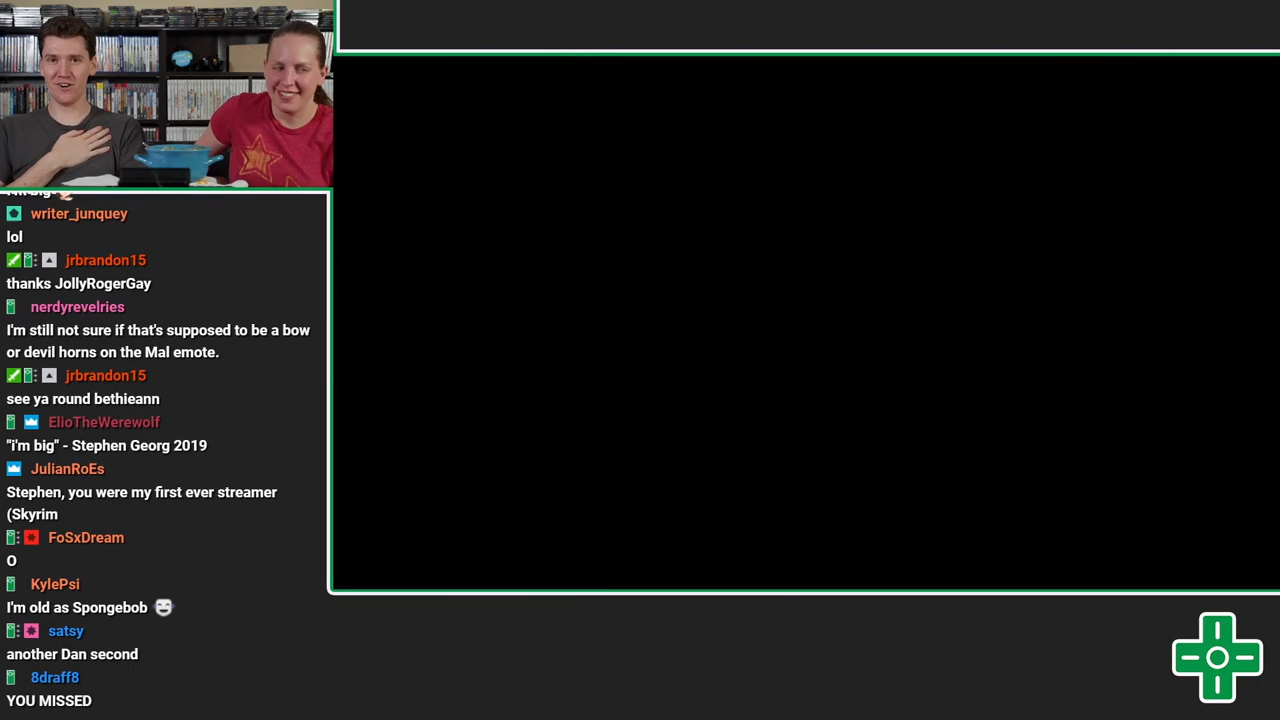 writer_junquey
lol
jrbrandon15
thanks JollyRogerGay
nerdyrevelries
I'm still not sure if that's supposed to be a bow
or devil horns on the Mal emote.
jrbrandon15
see ya round bethieann
ElioTheWerewolf
"i'm big" - Stephen Georg 2019
JulianRoEs
Stephen, you were my first ever streamer
(Skyrim
FoSxDream
O
KylePsi
I'm old as Spongebob
satsy
another Dan second
8draff8
YOU MISSED